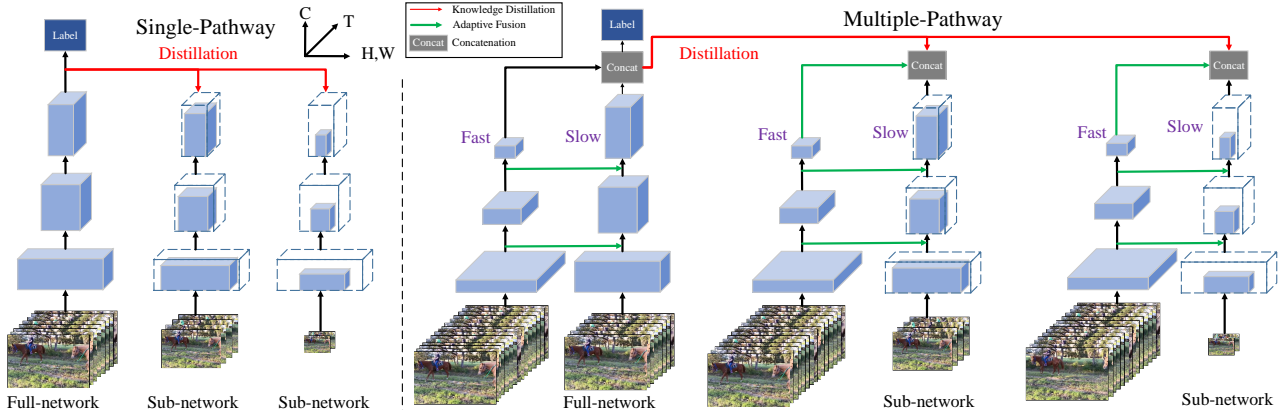 Single-Pathway
Label
Distillation
C
T
H,W
Full-network
Sub-network
Sub-network
Knowledge Distillation
Adaptive Fusion
Concat
Concatenation
Multiple-Pathway
Label
Concat
Distillation
Concat
Concat
Fast
Slow
Fast
Slow
Fast
Slow
Full-network
Sub-network
Sub-network